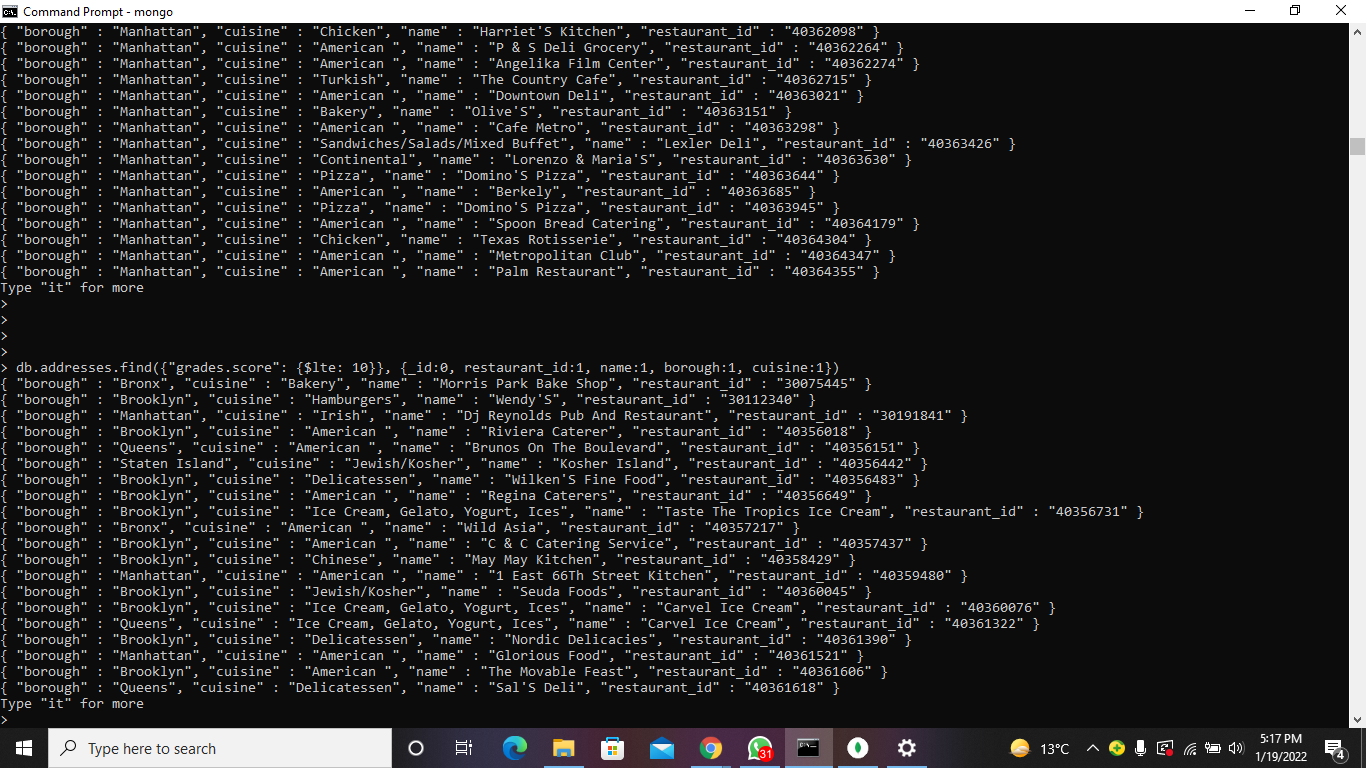 Command Prompt - mongo
{ "borough" : "Manhattan", "cuisine" : "Chicken", "name" : "Harriet'S Kitchen", "restaurant_id" : "40362098" }
{ "borough" : "Manhattan", "cuisine" : "American ", "name" : "P & S Deli Grocery", "restaurant_id" : "40362264" }
{ "borough" : "Manhattan", "cuisine" : "American ", "name" : "Angelika Film Center", "restaurant_id" : "40362274" }
{ "borough" : "Manhattan", "cuisine" : "Turkish", "name" : "The Country Cafe", "restaurant_id" : "40362715" }
{ "borough" : "Manhattan", "cuisine" : "American ", "name" : "Downtown Deli", "restaurant_id" : "40363021" }
{ "borough" : "Manhattan", "cuisine" : "Bakery", "name" : "Olive'S", "restaurant_id" : "40363151" }
{ "borough" : "Manhattan", "cuisine" : "American ", "name" : "Cafe Metro", "restaurant_id" : "40363298" }
{ "borough" : "Manhattan", "cuisine" : "Sandwiches/Salads/Mixed Buffet", "name" : "Lexler Deli", "restaurant_id" : "40363426" }
{ "borough" : "Manhattan", "cuisine" : "Continental", "name" : "Lorenzo & Maria'S", "restaurant_id" : "40363630" }
{ "borough" : "Manhattan", "cuisine" : "Pizza", "name" : "Domino'S Pizza", "restaurant_id" : "40363644" }
{ "borough" : "Manhattan", "cuisine" : "American ", "name" : "Berkely", "restaurant_id" : "40363685" }
{ "borough" : "Manhattan", "cuisine" : "Pizza", "name" : "Domino'S Pizza", "restaurant_id" : "40363945" }
{ "borough" : "Manhattan", "cuisine" : "American ", "name" : "Spoon Bread Catering", "restaurant_id" : "40364179" }
{ "borough" : "Manhattan", "cuisine" : "Chicken", "name" : "Texas Rotisserie", "restaurant_id" : "40364304" }
{ "borough" : "Manhattan", "cuisine" : "American ", "name" : "Metropolitan Club", "restaurant_id" : "40364347" }
{ "borough" : "Manhattan", "cuisine" : "American ", "name" : "Palm Restaurant", "restaurant_id" : "40364355" }
Type "it" for more
>
>
>
>
> db.addresses.find({"grades.score": {$lte: 10}}, {_id:0, restaurant_id:1, name:1, borough:1, cuisine:1})
{ "borough" : "Bronx", "cuisine" : "Bakery", "name" : "Morris Park Bake Shop", "restaurant_id" : "30075445" }
{ "borough" : "Brooklyn", "cuisine" : "Hamburgers", "name" : "Wendy'S", "restaurant_id" : "30112340" }
{ "borough" : "Manhattan", "cuisine" : "Irish", "name" : "Dj Reynolds Pub And Restaurant", "restaurant_id" : "30191841" }
{ "borough" : "Brooklyn", "cuisine" : "American ", "name" : "Riviera Caterer", "restaurant_id" : "40356018" }
{ "borough" : "Queens", "cuisine" : "American ", "name" : "Brunos On The Boulevard", "restaurant_id" : "40356151" }
{ "borough" : "Staten Island", "cuisine" : "Jewish/Kosher", "name" : "Kosher Island", "restaurant_id" : "40356442" }
{ "borough" : "Brooklyn", "cuisine" : "Delicatessen", "name" : "Wilken'S Fine Food", "restaurant_id" : "40356483" }
{ "borough" : "Brooklyn", "cuisine" : "American ", "name" : "Regina Caterers", "restaurant_id" : "40356649" }
{ "borough" : "Brooklyn", "cuisine" : "Ice Cream, Gelato, Yogurt, Ices", "name" : "Taste The Tropics Ice Cream", "restaurant_id" : "40356731" }
{ "borough" : "Bronx", "cuisine" : "American ", "name" : "Wild Asia", "restaurant_id" : "40357217" }
{ "borough" : "Brooklyn", "cuisine" : "American ", "name" : "C & C Catering Service", "restaurant_id" : "40357437" }
{ "borough" : "Brooklyn", "cuisine" : "Chinese", "name" : "May May Kitchen", "restaurant_id" : "40358429" }
{ "borough" : "Manhattan", "cuisine" : "American ", "name" : "1 East 66Th Street Kitchen", "restaurant_id" : "40359480" }
{ "borough" : "Brooklyn", "cuisine" : "Jewish/Kosher", "name" : "Seuda Foods", "restaurant_id" : "40360045" }
{ "borough" : "Brooklyn", "cuisine" : "Ice Cream, Gelato, Yogurt, Ices", "name" : "Carvel Ice Cream", "restaurant_id" : "40360076" }
{ "borough" : "Queens", "cuisine" : "Ice Cream, Gelato, Yogurt, Ices", "name" : "Carvel Ice Cream", "restaurant_id" : "40361322" }
{ "borough" : "Brooklyn", "cuisine" : "Delicatessen", "name" : "Nordic Delicacies", "restaurant_id" : "40361390" }
{ "borough" : "Manhattan", "cuisine" : "American ", "name" : "Glorious Food", "restaurant_id" : "40361521" }
{ "borough" : "Brooklyn", "cuisine" : "American ", "name" : "The Movable Feast", "restaurant_id" : "40361606" }
{ "borough" : "Queens", "cuisine" : "Delicatessen", "name" : "Sal'S Deli", "restaurant_id" : "40361618" }
Type "it" for more
>
Type here to search
31
13°C
5:17 PM
1/19/2022
4